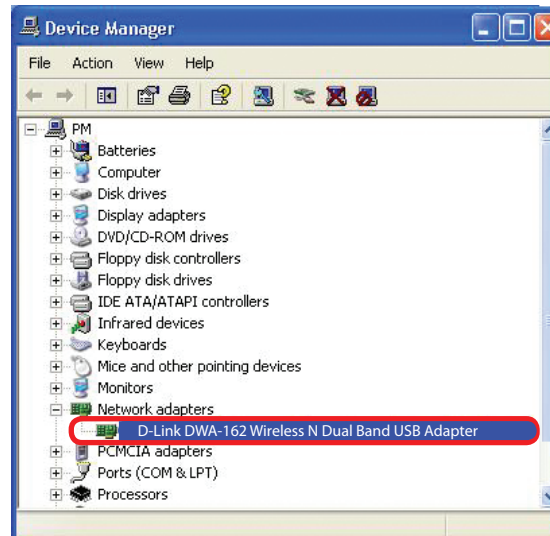 Device Manager
File Action View Help
PM
Batteries
Computer
Disk drives
Display adapters
DVD/CD-ROM drives
Floppy disk controllers
Floppy disk drives
IDE ATA/ATAPI controllers
Infrared devices
Keyboards
Mice and other pointing devices
Monitors
Network adapters
D-Link DWA-162 Wireless N Dual Band USB Adapter
PCMCIA adapters
Ports (COM & LPT)
Processors